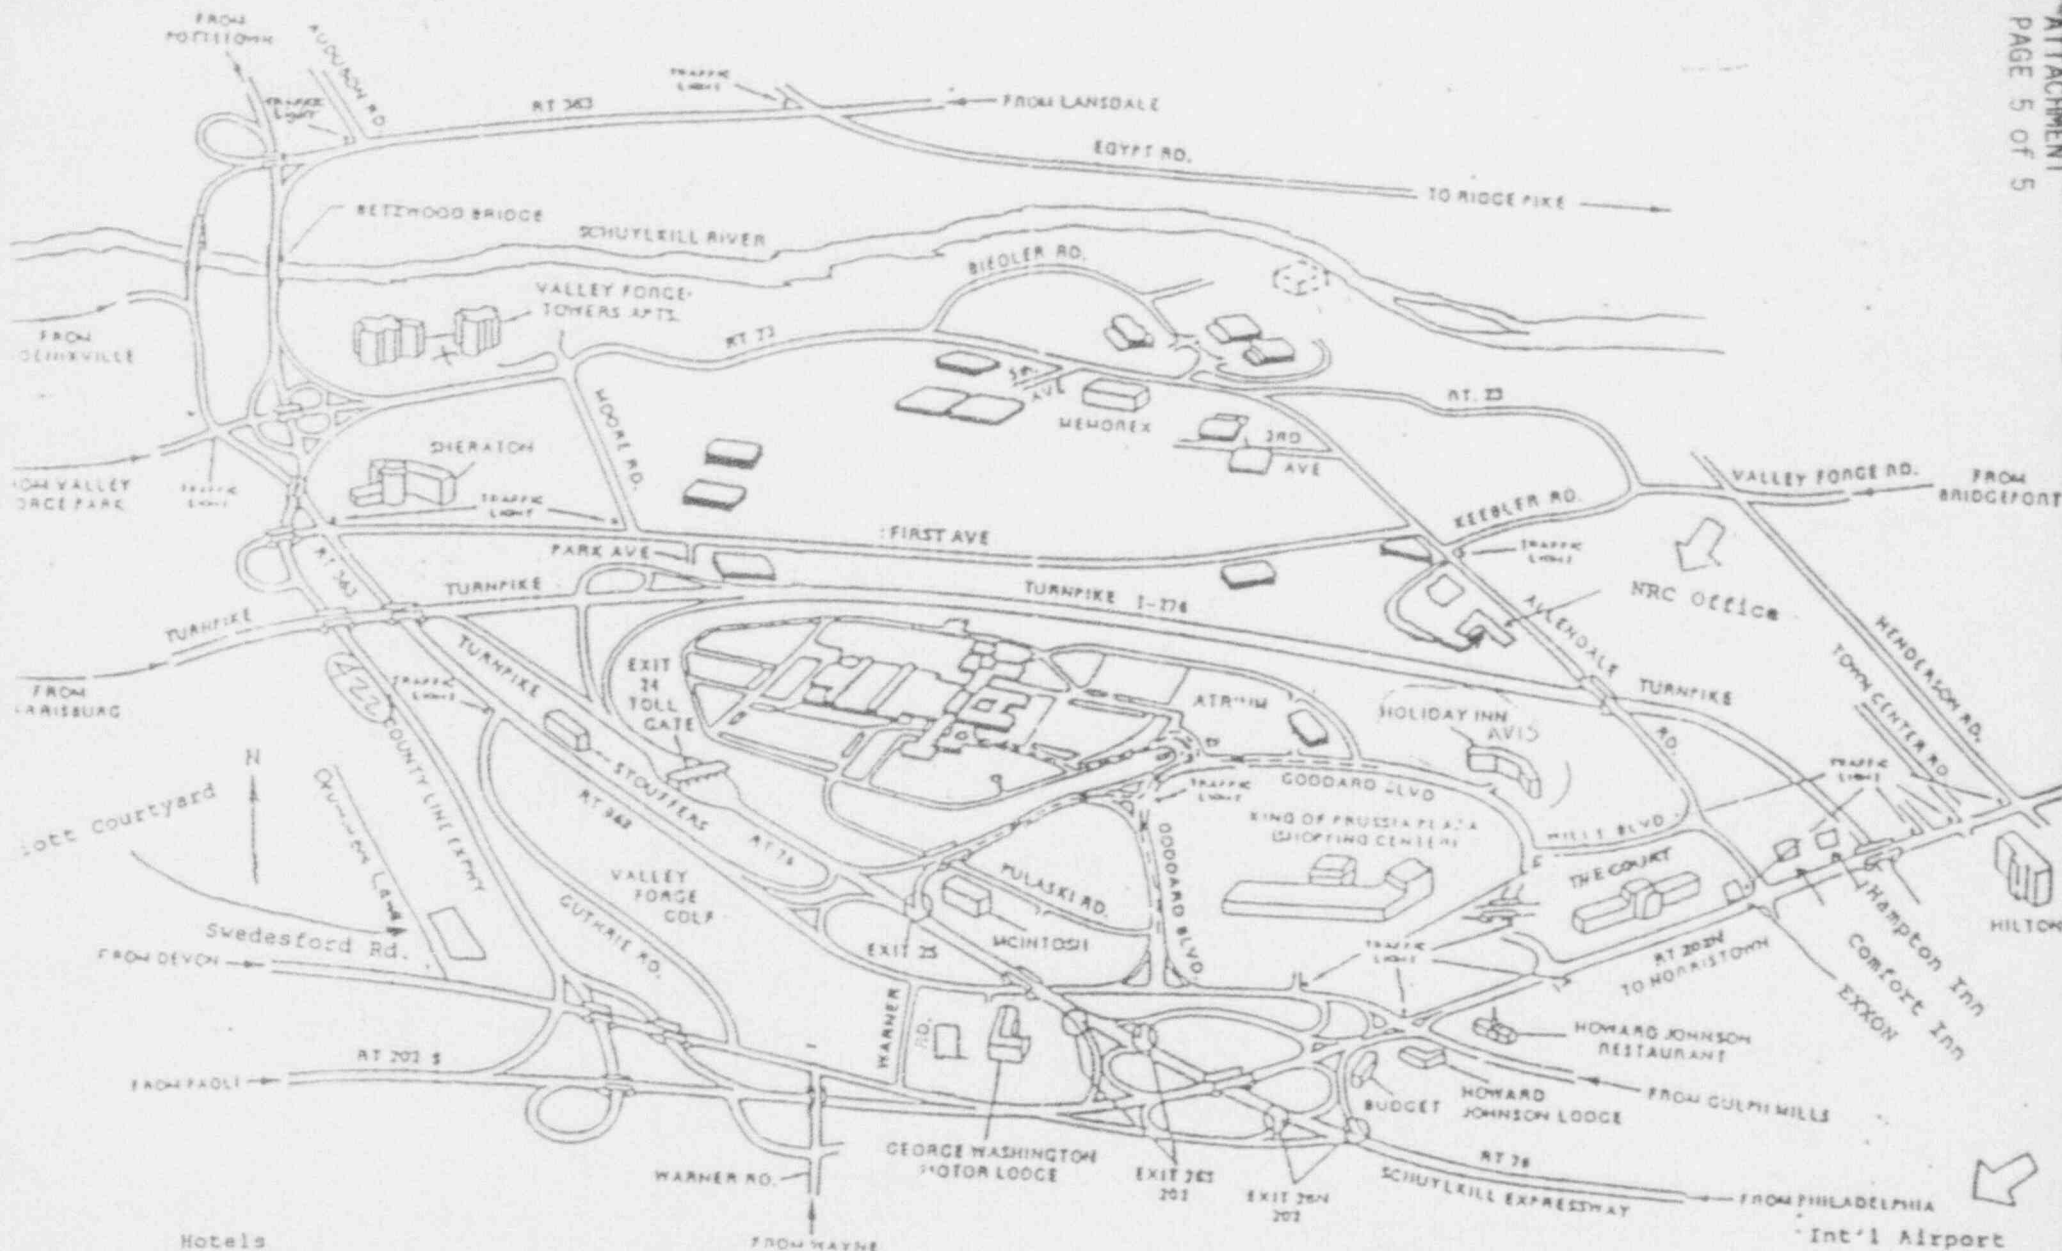 ATTACHMENT
PAGE 5 of 5
FROM
POTTSTOWN
AUDUBON RD.
TRAFFIC
LIGHT
RT 363
TRAFFIC
LIGHT
FROM LANSDALE
EGYPT RD.
TO RIDGE PIKE
BETZWOOD BRIDGE
SCHUYLKILL RIVER
BIEDLER RD.
VALLEY FORGE
TOWERS APTS.
FROM
RT 23
AVE
MEMOREX
RT. 23
3RD
AVE
MOORE RD.
SHERATON
TRAFFIC
LIGHT
TRAFFIC
LIGHT
OM VALLEY
ORGE PARK
VALLEY FORGE RD.
FROM
BRIDGEPORT
KEEBLER RD.
FIRST AVE
PARK AVE
TRAFFIC
LIGHT
NRC Office
RT 363
TURNPIKE
TURNPIKE
TURNPIKE I-276
ALLENDALE
RD.
HENDERSON RD.
TOWN CENTER RD.
TURNPIKE
FROM
ARRISBURG
422
COUNTY LINE EXPWY
TRAFFIC
LIGHT
TURNPIKE
EXIT
24
TOLL
GATE
ATRIUM
HOLIDAY INN
AVIS
N
STOUFFERS
RT 363
RT 76
GODDARD BLVD
TRAFFIC
LIGHT
TRAFFIC
LIGHT
KING OF PRUSSIA PLAZA
(SHOPPING CENTER)
MILLS BLVD.
THE COURT
iott Courtyard
Swedesford Rd.
FROM DEVON
VALLEY
FORGE
GOLF
GUTHRIE RD.
PULASKI RD.
GODDARD BLVD.
MCINTOSH
EXIT 25
TRAFFIC
LIGHT
RT 202N
TO NORRISTOWN
Hampton Inn
Comfort Inn
EXXON
HILTON
WARNER
RD.
HOWARD JOHNSON
RESTAURANT
RT 202 S
FROM PAOLI
BUDGET
HOWARD
JOHNSON LODGE
FROM GULPH MILLS
GEORGE WASHINGTON
MOTOR LODGE
WARNER RD.
EXIT 26S
202
EXIT 26N
202
RT 76
SCHUYLKILL EXPRESSWAY
FROM PHILADELPHIA
Int'l Airport
Hotels
FROM WAYNE